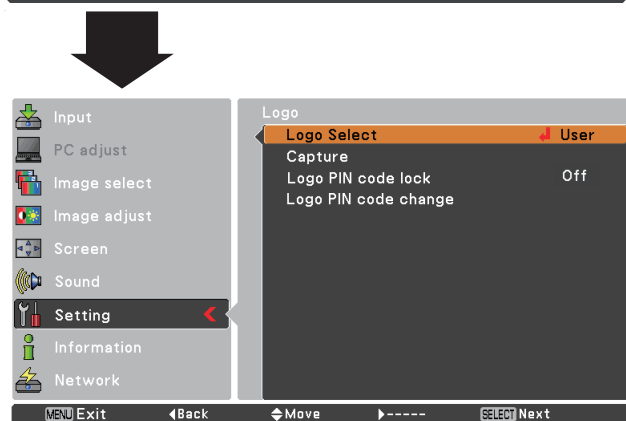 Input
PC adjust
Image select
Image adjust
Screen
Sound
Setting
Information
Network
Logo
Logo Select User
Capture
Logo PIN code lock Off
Logo PIN code change
MENU Exit ◀Back Move ▶----- SELECT Next